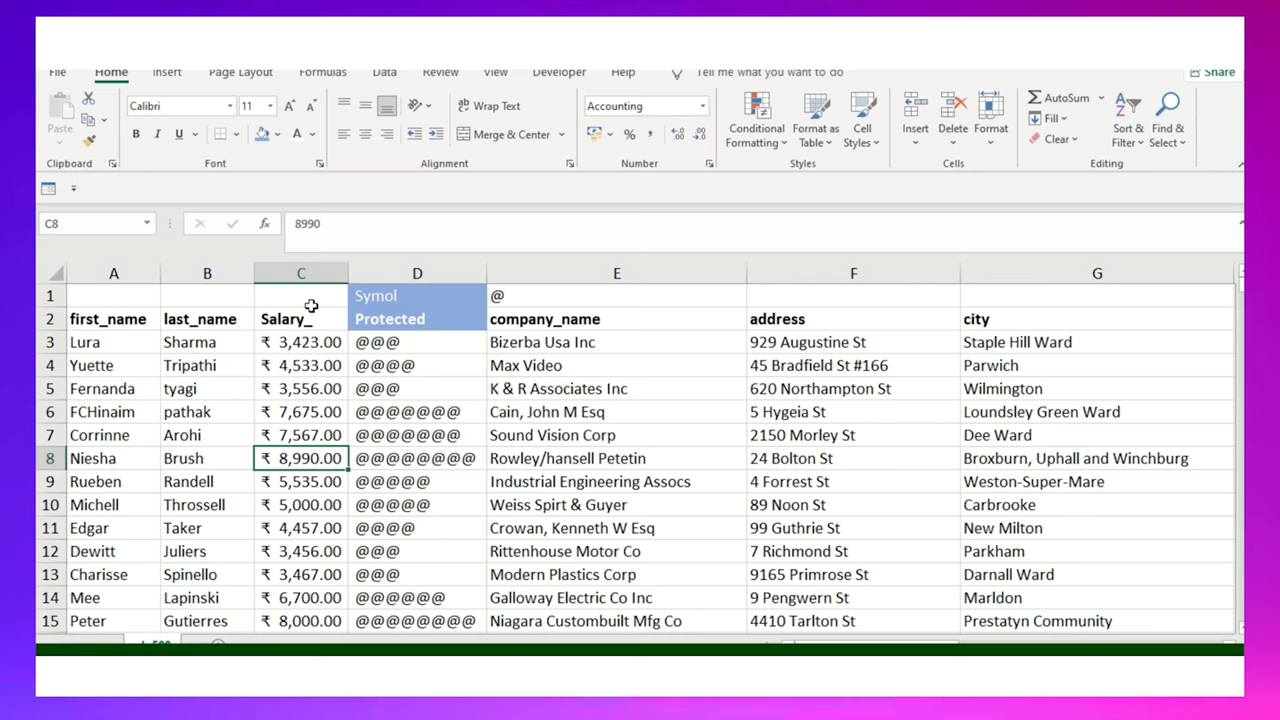 File Home Insert Page Layout Formulas Data Review View Developer Help Tell me what you want to do Share
Paste Calibri 11 Wrap Text Accounting Conditional Formatting Format as Table Cell Styles Insert Delete Format AutoSum Fill Clear Sort & Filter Find & Select
B I U A Merge & Center % ,
Clipboard Font Alignment Number Styles Cells Editing
C8 fx 8990
A B C D E F G
1 Symol @
2 first_name last_name Salary_ Protected company_name address city
3 Lura Sharma ₹ 3,423.00 @@@ Bizerba Usa Inc 929 Augustine St Staple Hill Ward
4 Yuette Tripathi ₹ 4,533.00 @@@@ Max Video 45 Bradfield St #166 Parwich
5 Fernanda tyagi ₹ 3,556.00 @@@ K & R Associates Inc 620 Northampton St Wilmington
6 FCHinaim pathak ₹ 7,675.00 @@@@@@@ Cain, John M Esq 5 Hygeia St Loundsley Green Ward
7 Corrinne Arohi ₹ 7,567.00 @@@@@@@ Sound Vision Corp 2150 Morley St Dee Ward
8 Niesha Brush ₹ 8,990.00 @@@@@@@@ Rowley/hansell Petetin 24 Bolton St Broxburn, Uphall and Winchburg
9 Rueben Randell ₹ 5,535.00 @@@@@ Industrial Engineering Assocs 4 Forrest St Weston-Super-Mare
10 Michell Throssell ₹ 5,000.00 @@@@@ Weiss Spirt & Guyer 89 Noon St Carbrooke
11 Edgar Taker ₹ 4,457.00 @@@@ Crowan, Kenneth W Esq 99 Guthrie St New Milton
12 Dewitt Juliers ₹ 3,456.00 @@@ Rittenhouse Motor Co 7 Richmond St Parkham
13 Charisse Spinello ₹ 3,467.00 @@@ Modern Plastics Corp 9165 Primrose St Darnall Ward
14 Mee Lapinski ₹ 6,700.00 @@@@@@ Galloway Electric Co Inc 9 Pengwern St Marldon
15 Peter Gutierres ₹ 8,000.00 @@@@@@@@ Niagara Custombuilt Mfg Co 4410 Tarlton St Prestatyn Community